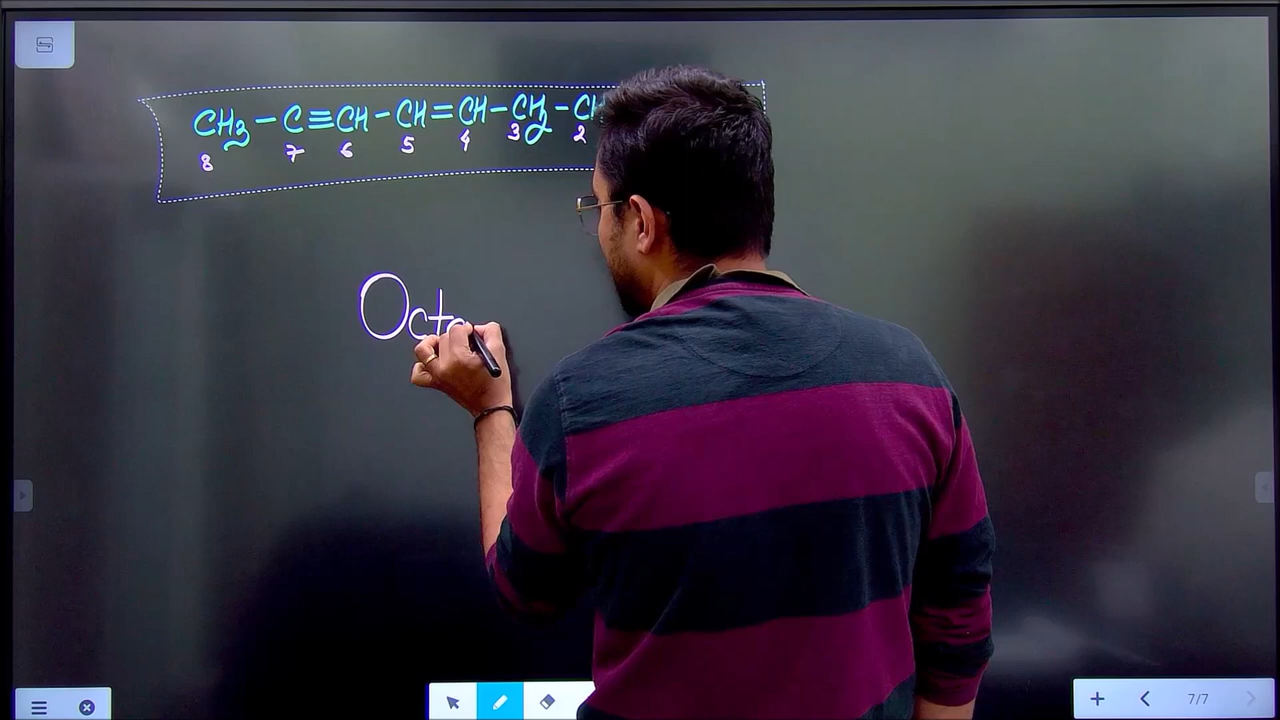 CH3 – C ≡ CH – CH = CH – CH2 – CH
8 7 6 5 4 3 2
Octa
7/7